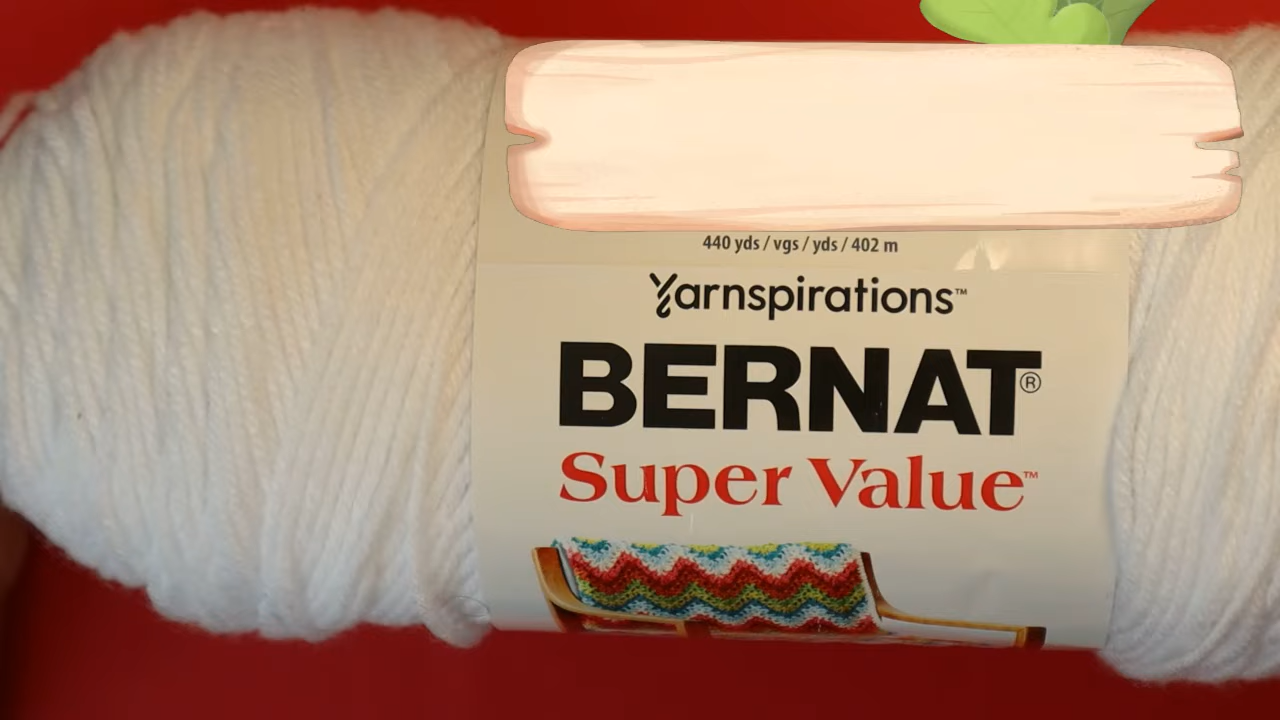 440 yds / vgs / yds / 402 m
Yarnspirations™
BERNAT®
Super Value™